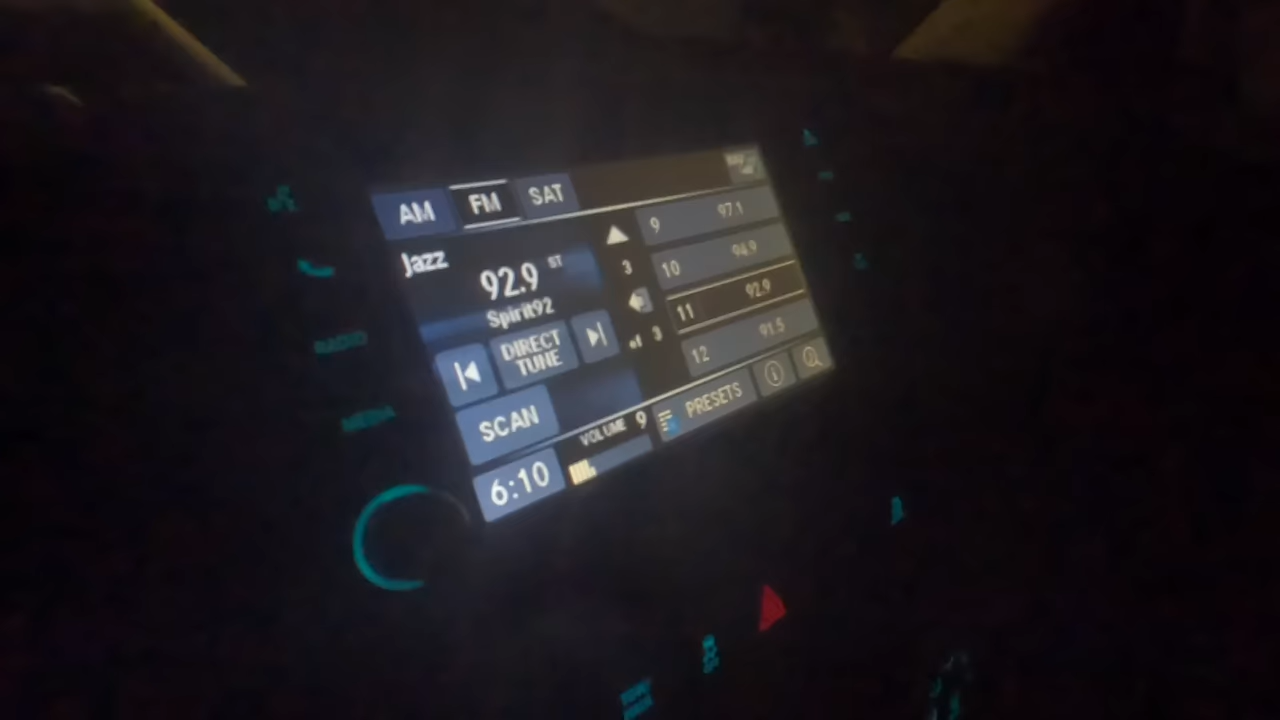 AM FM SAT
Jazz
92.9 ST
Spirit92
DIRECT
TUNE
SCAN
6:10
VOLUME 9
3
3
9 97.1
10 94.9
11 92.9
12 91.5
PRESETS
RADIO
MEDIA